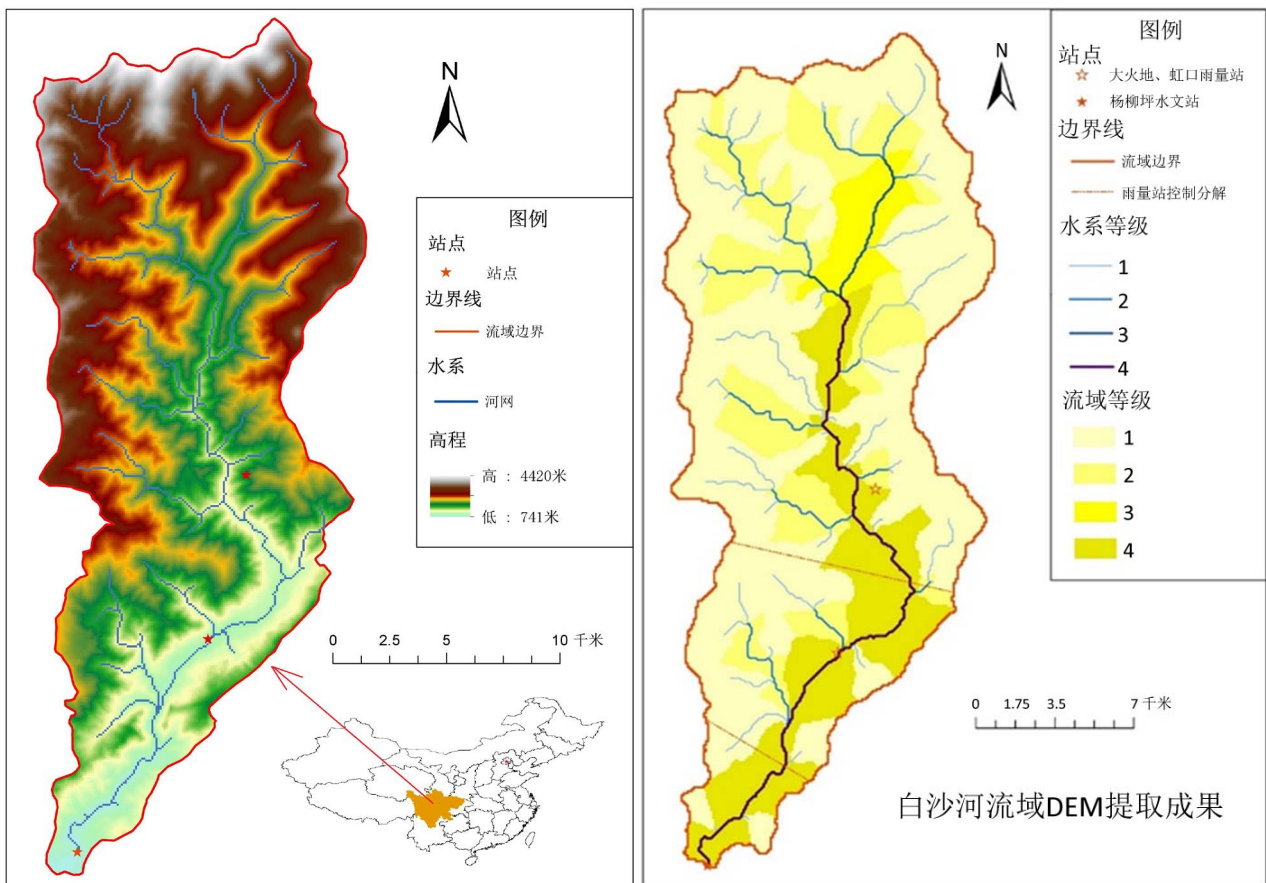 N
图例
站点
站点
边界线
流域边界
水系
河网
高程
高 : 4420米
低 : 741米
0 2.5 5 10 千米
图例
站点
大火地、虹口雨量站
杨柳坪水文站
边界线
流域边界
雨量站控制分解
水系等级
1
2
3
4
流域等级
1
2
3
4
N
0 1.75 3.5 7 千米
白沙河流域DEM提取成果